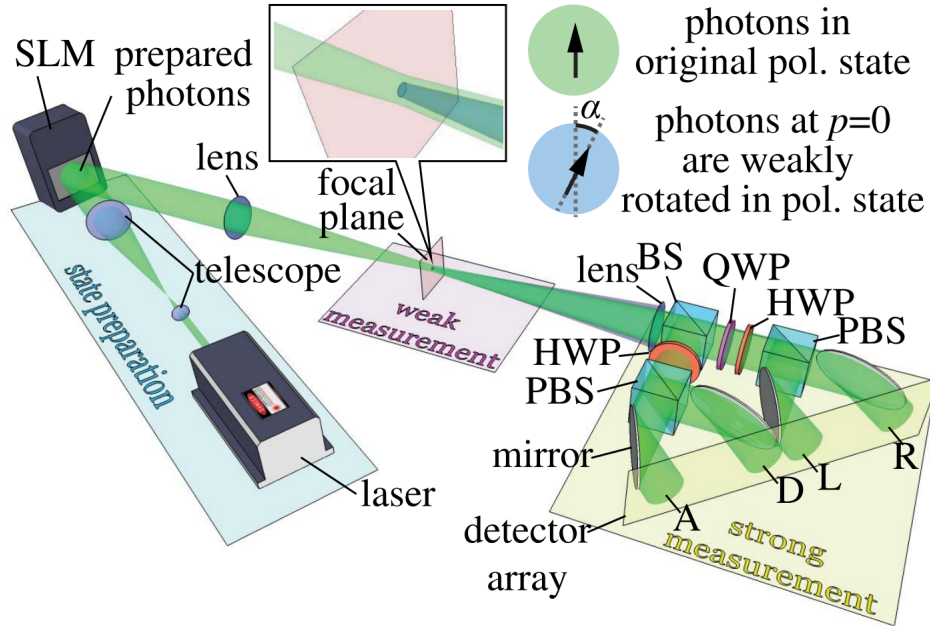 SLM
prepared
photons
lens
focal
plane
telescope
state preparation
laser
weak
measurement
photons in
original pol. state
α
photons at p=0
are weakly
rotated in pol. state
lens
BS
QWP
HWP
PBS
HWP
PBS
mirror
A
D
L
R
detector
array
strong
measurement